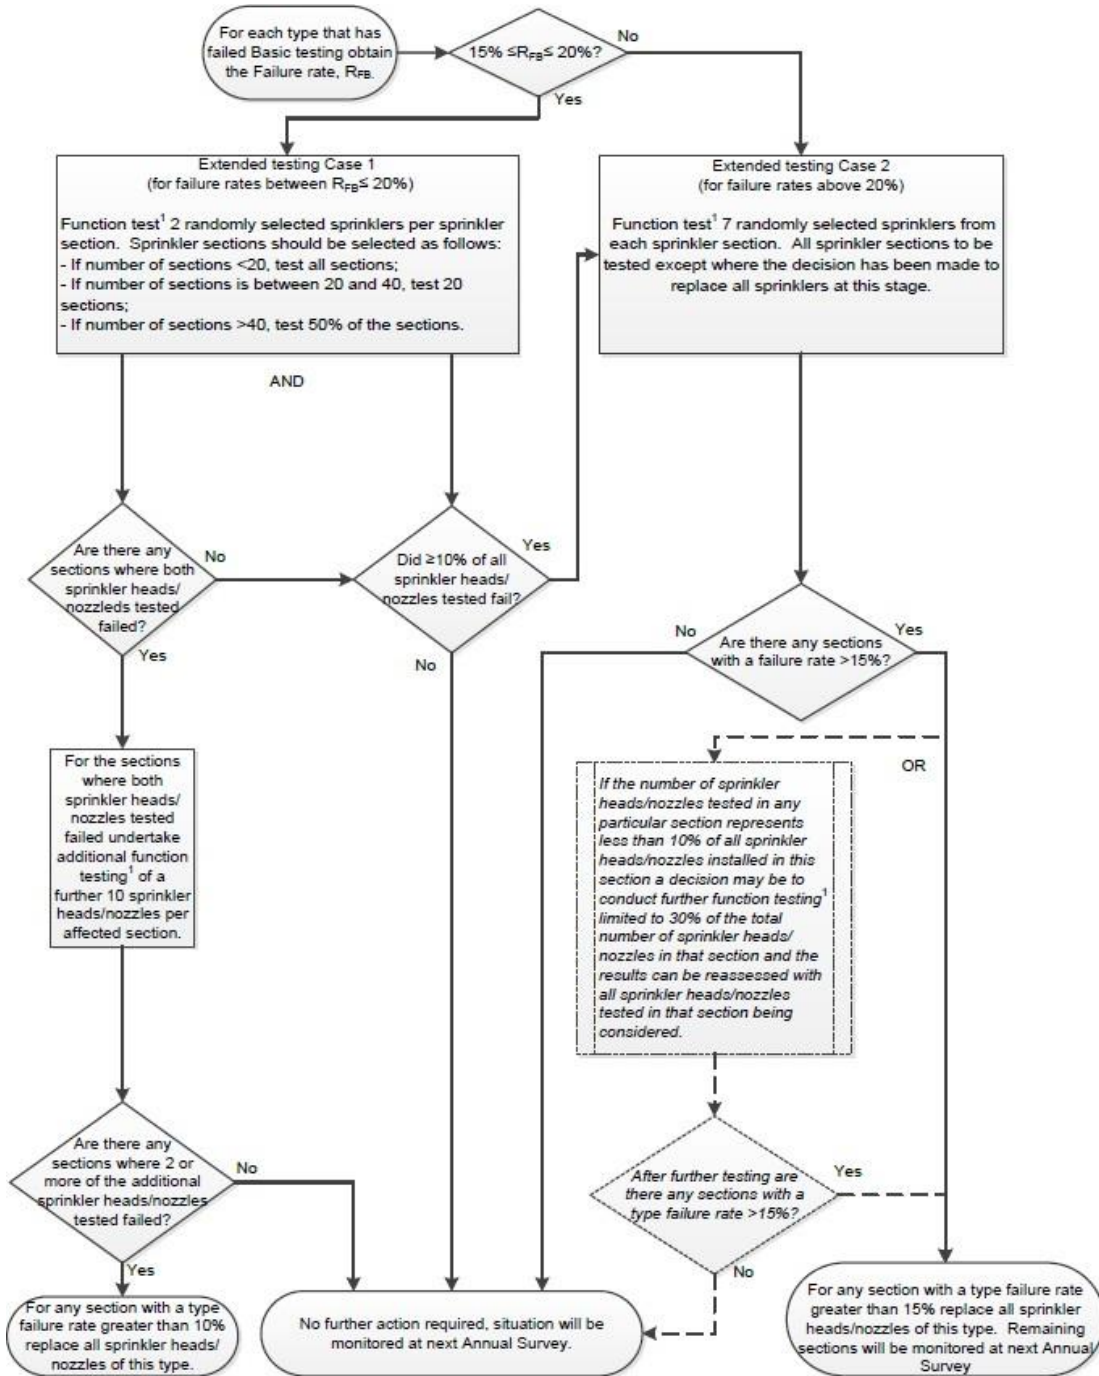 For each type that has
failed Basic testing obtain
the Failure rate, RFB.
15% ≤RFB≤ 20%?
No
Yes
Extended testing Case 1
(for failure rates between RFB≤ 20%)
Function test1 2 randomly selected sprinklers per sprinkler
section. Sprinkler sections should be selected as follows:
- If number of sections <20, test all sections;
- If number of sections is between 20 and 40, test 20
sections;
- If number of sections >40, test 50% of the sections.
Extended testing Case 2
(for failure rates above 20%)
Function test1 7 randomly selected sprinklers from
each sprinkler section. All sprinkler sections to be
tested except where the decision has been made to
replace all sprinklers at this stage.
AND
Are there any
sections where both
sprinkler heads/
nozzleds tested
failed?
No
Yes
Did ≥10% of all
sprinkler heads/
nozzles tested fail?
Yes
No
Are there any sections
with a failure rate >15%?
No
Yes
OR
For the sections
where both
sprinkler heads/
nozzles tested
failed undertake
additional function
testing1 of a
further 10 sprinkler
heads/nozzles per
affected section.
If the number of sprinkler
heads/nozzles tested in any
particular section represents
less than 10% of all sprinkler
heads/nozzles installed in this
section a decision may be to
conduct further function testing1
limited to 30% of the total
number of sprinkler heads/
nozzles in that section and the
results can be reassessed with
all sprinkler heads/nozzles
tested in that section being
considered.
Are there any
sections where 2 or
more of the additional
sprinkler heads/nozzles
tested failed?
No
Yes
After further testing are
there any sections with a
type failure rate >15%?
Yes
No
For any section with a type
failure rate greater than 10%
replace all sprinkler heads/
nozzles of this type.
No further action required, situation will be
monitored at next Annual Survey.
For any section with a type failure rate
greater than 15% replace all sprinkler
heads/nozzles of this type. Remaining
sections will be monitored at next Annual
Survey